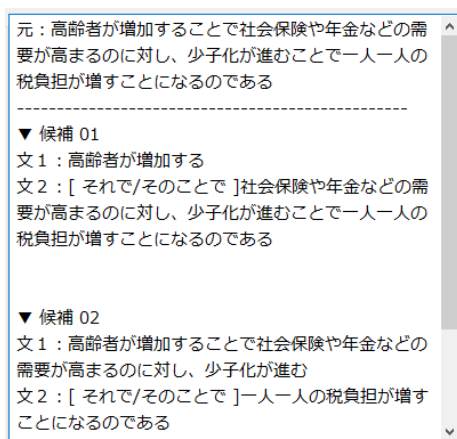 元：高齢者が増加することで社会保険や年金などの需
要が高まるのに対し、少子化が進むことで一人一人の
税負担が増すことになるのである
-------------------------------------------------
▼ 候補 01
文１：高齢者が増加する
文２：[ それで/そのことで ]社会保険や年金などの需
要が高まるのに対し、少子化が進むことで一人一人の
税負担が増すことになるのである
▼ 候補 02
文１：高齢者が増加することで社会保険や年金などの
需要が高まるのに対し、少子化が進む
文２：[ それで/そのことで ]一人一人の税負担が増す
ことになるのである